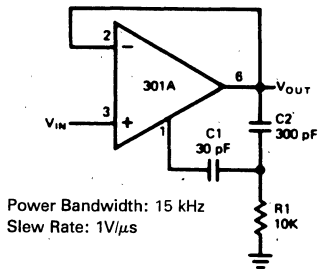 2
−
301A
6
VOUT
VIN
3
+
1
C1
30 pF
C2
300 pF
R1
10K
Power Bandwidth: 15 kHz
Slew Rate: 1V/μs